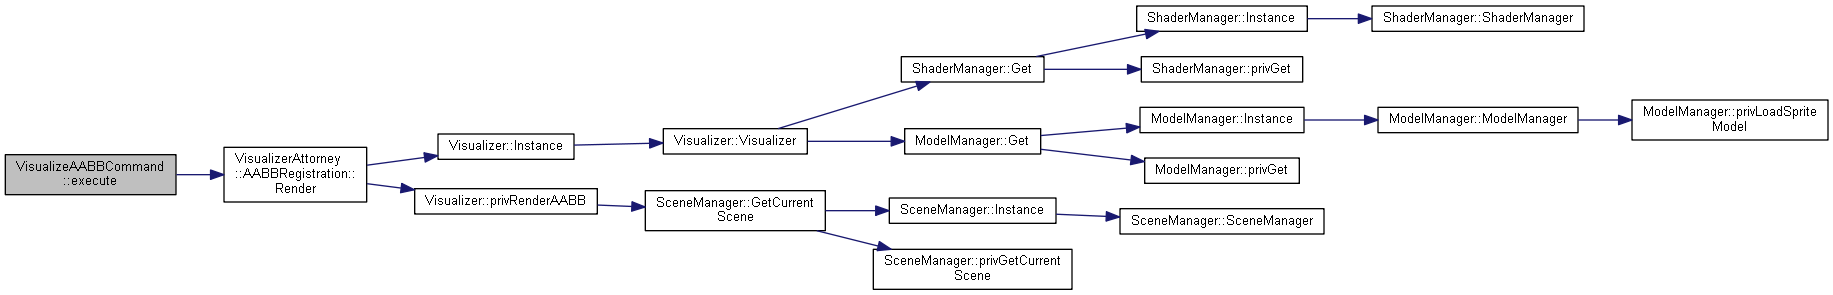 VisualizeAABBCommand
::execute
VisualizerAttorney
::AABBRegistration::
Render
Visualizer::Instance
Visualizer::Visualizer
ShaderManager::Get
ShaderManager::Instance
ShaderManager::ShaderManager
ShaderManager::privGet
ModelManager::Get
ModelManager::Instance
ModelManager::ModelManager
ModelManager::privLoadSprite
Model
ModelManager::privGet
Visualizer::privRenderAABB
SceneManager::GetCurrent
Scene
SceneManager::Instance
SceneManager::SceneManager
SceneManager::privGetCurrent
Scene